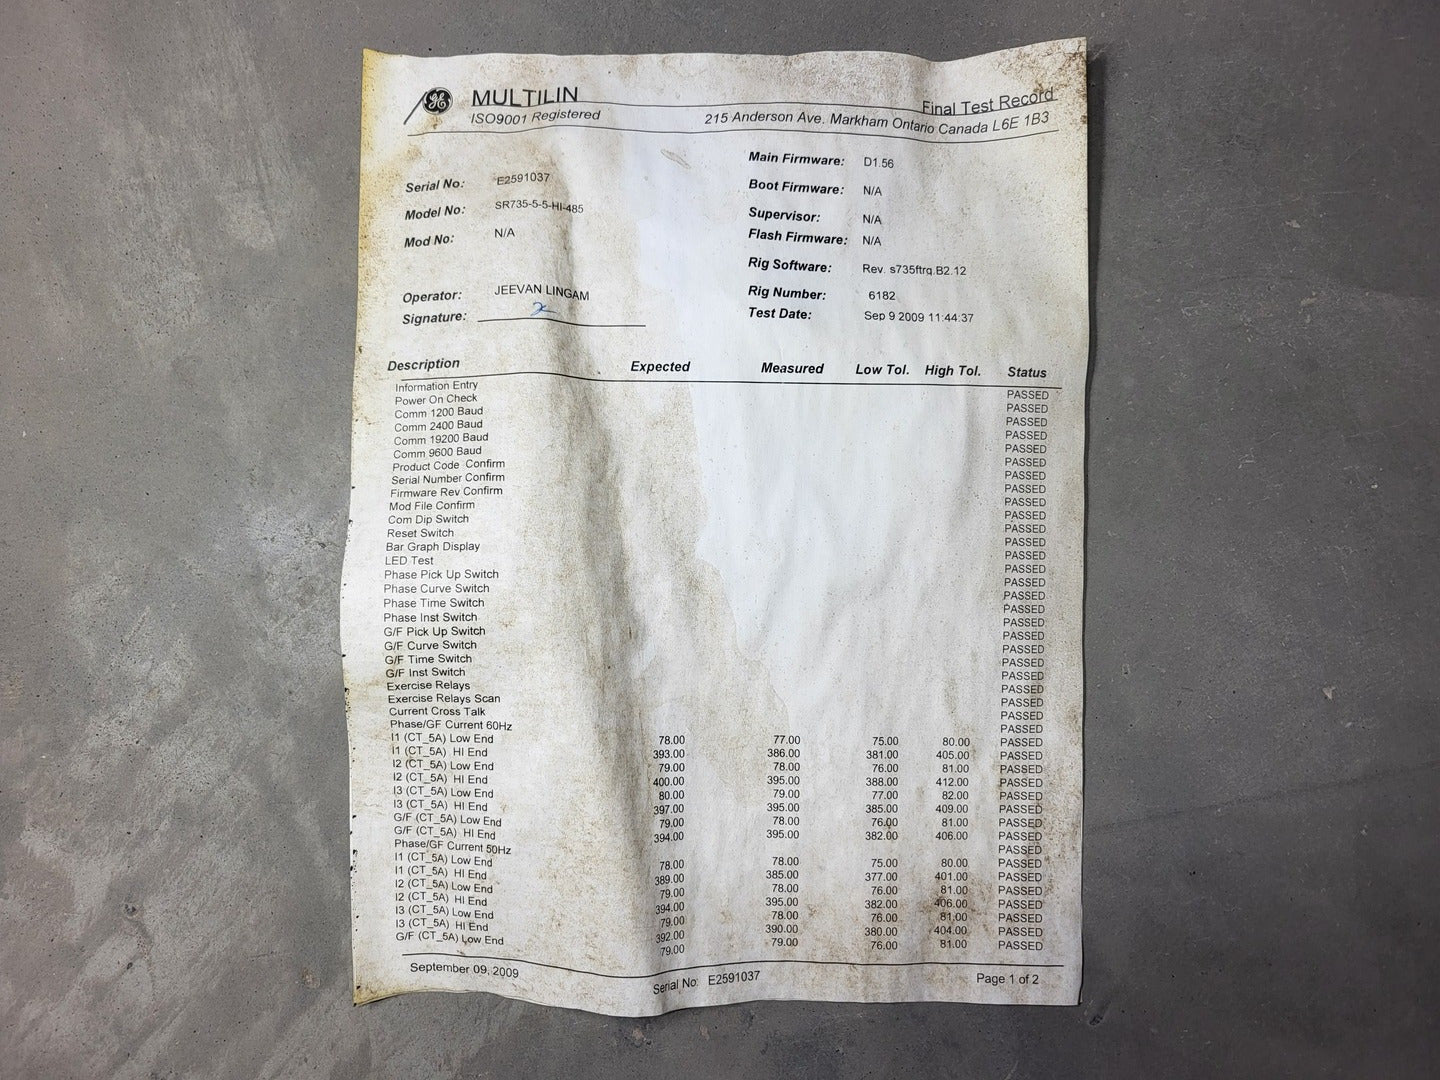 GE MULTILIN
Final Test Record
ISO9001 Registered
215 Anderson Ave. Markham Ontario Canada L6E 1B3
Serial No: E2591037
Model No: SR735-5-5-HI-485
Mod No: N/A
Operator: JEEVAN LINGAM
Signature:
Main Firmware: D1.56
Boot Firmware: N/A
Supervisor: N/A
Flash Firmware: N/A
Rig Software: Rev. s735ftrq.B2.12
Rig Number: 6182
Test Date: Sep 9 2009 11:44:37
Description Expected Measured Low Tol. High Tol. Status
Information Entry PASSED
Power On Check PASSED
Comm 1200 Baud PASSED
Comm 2400 Baud PASSED
Comm 19200 Baud PASSED
Comm 9600 Baud PASSED
Product Code Confirm PASSED
Serial Number Confirm PASSED
Firmware Rev Confirm PASSED
Mod File Confirm PASSED
Com Dip Switch PASSED
Reset Switch PASSED
Bar Graph Display PASSED
LED Test PASSED
Phase Pick Up Switch PASSED
Phase Curve Switch PASSED
Phase Time Switch PASSED
Phase Inst Switch PASSED
G/F Pick Up Switch PASSED
G/F Curve Switch PASSED
G/F Time Switch PASSED
G/F Inst Switch PASSED
Exercise Relays PASSED
Exercise Relays Scan PASSED
Current Cross Talk PASSED
Phase/GF Current 60Hz PASSED
I1 (CT_5A) Low End 78.00 77.00 75.00 80.00 PASSED
I1 (CT_5A) HI End 393.00 386.00 381.00 405.00 PASSED
I2 (CT_5A) Low End 79.00 78.00 76.00 81.00 PASSED
I2 (CT_5A) HI End 400.00 395.00 388.00 412.00 PASSED
I3 (CT_5A) Low End 80.00 79.00 77.00 82.00 PASSED
I3 (CT_5A) HI End 397.00 395.00 385.00 409.00 PASSED
G/F (CT_5A) Low End 79.00 78.00 76.00 81.00 PASSED
G/F (CT_5A) HI End 394.00 395.00 382.00 406.00 PASSED
Phase/GF Current 50Hz PASSED
I1 (CT_5A) Low End 78.00 78.00 75.00 80.00 PASSED
I1 (CT_5A) HI End 389.00 385.00 377.00 401.00 PASSED
I2 (CT_5A) Low End 79.00 78.00 76.00 81.00 PASSED
I2 (CT_5A) HI End 394.00 395.00 382.00 406.00 PASSED
I3 (CT_5A) Low End 79.00 78.00 76.00 81.00 PASSED
I3 (CT_5A) HI End 392.00 390.00 380.00 404.00 PASSED
G/F (CT_5A) Low End 79.00 79.00 76.00 81.00 PASSED
September 09, 2009 Serial No: E2591037 Page 1 of 2